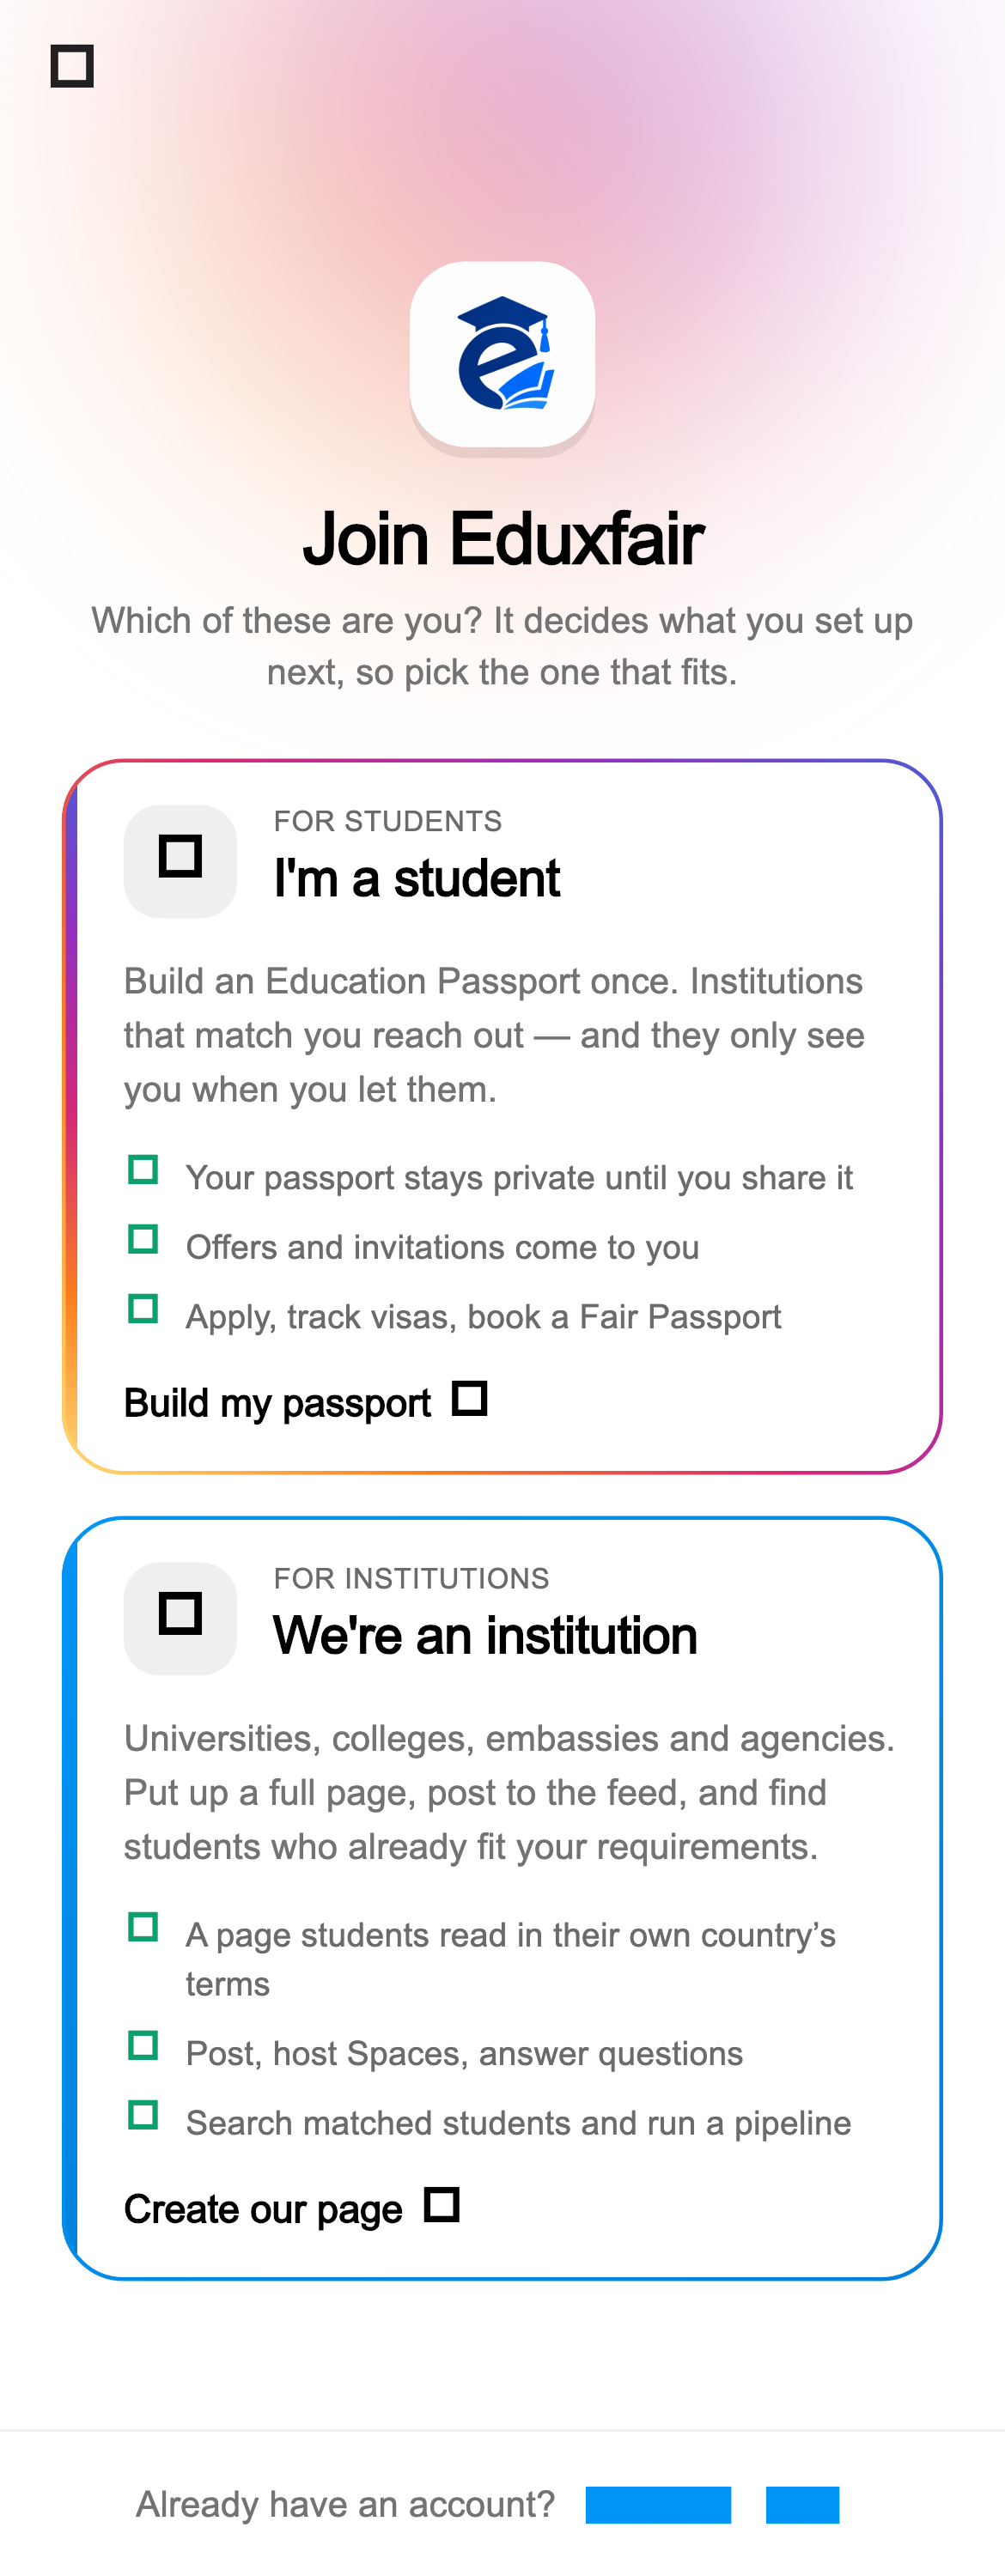 Join Eduxfair
Which of these are you? It decides what you set up
next, so pick the one that fits.
FOR STUDENTS
I'm a student
Build an Education Passport once. Institutions
that match you reach out — and they only see
you when you let them.
Your passport stays private until you share it
Offers and invitations come to you
Apply, track visas, book a Fair Passport
Build my passport
FOR INSTITUTIONS
We're an institution
Universities, colleges, embassies and agencies.
Put up a full page, post to the feed, and find
students who already fit your requirements.
A page students read in their own country’s
terms
Post, host Spaces, answer questions
Search matched students and run a pipeline
Create our page
Already have an account?